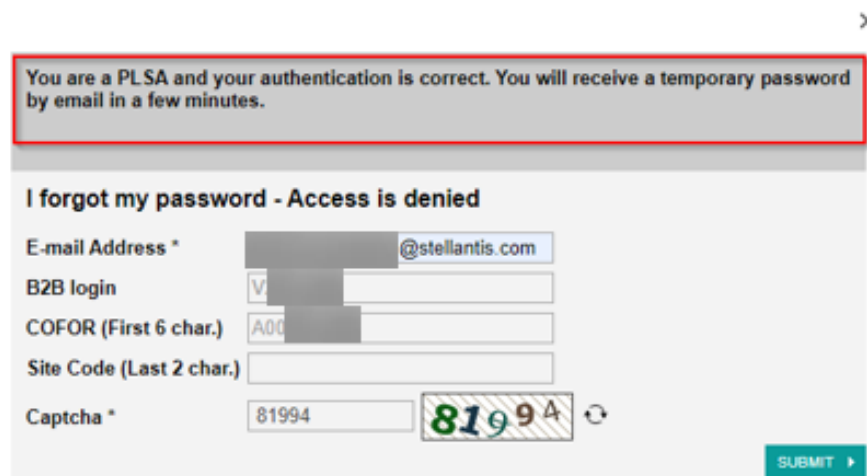 You are a PLSA and your authentication is correct. You will receive a temporary password
by email in a few minutes.
I forgot my password - Access is denied
E-mail Address * @stellantis.com
B2B login V
COFOR (First 6 char.) A00
Site Code (Last 2 char.)
Captcha * 81994 81994
SUBMIT